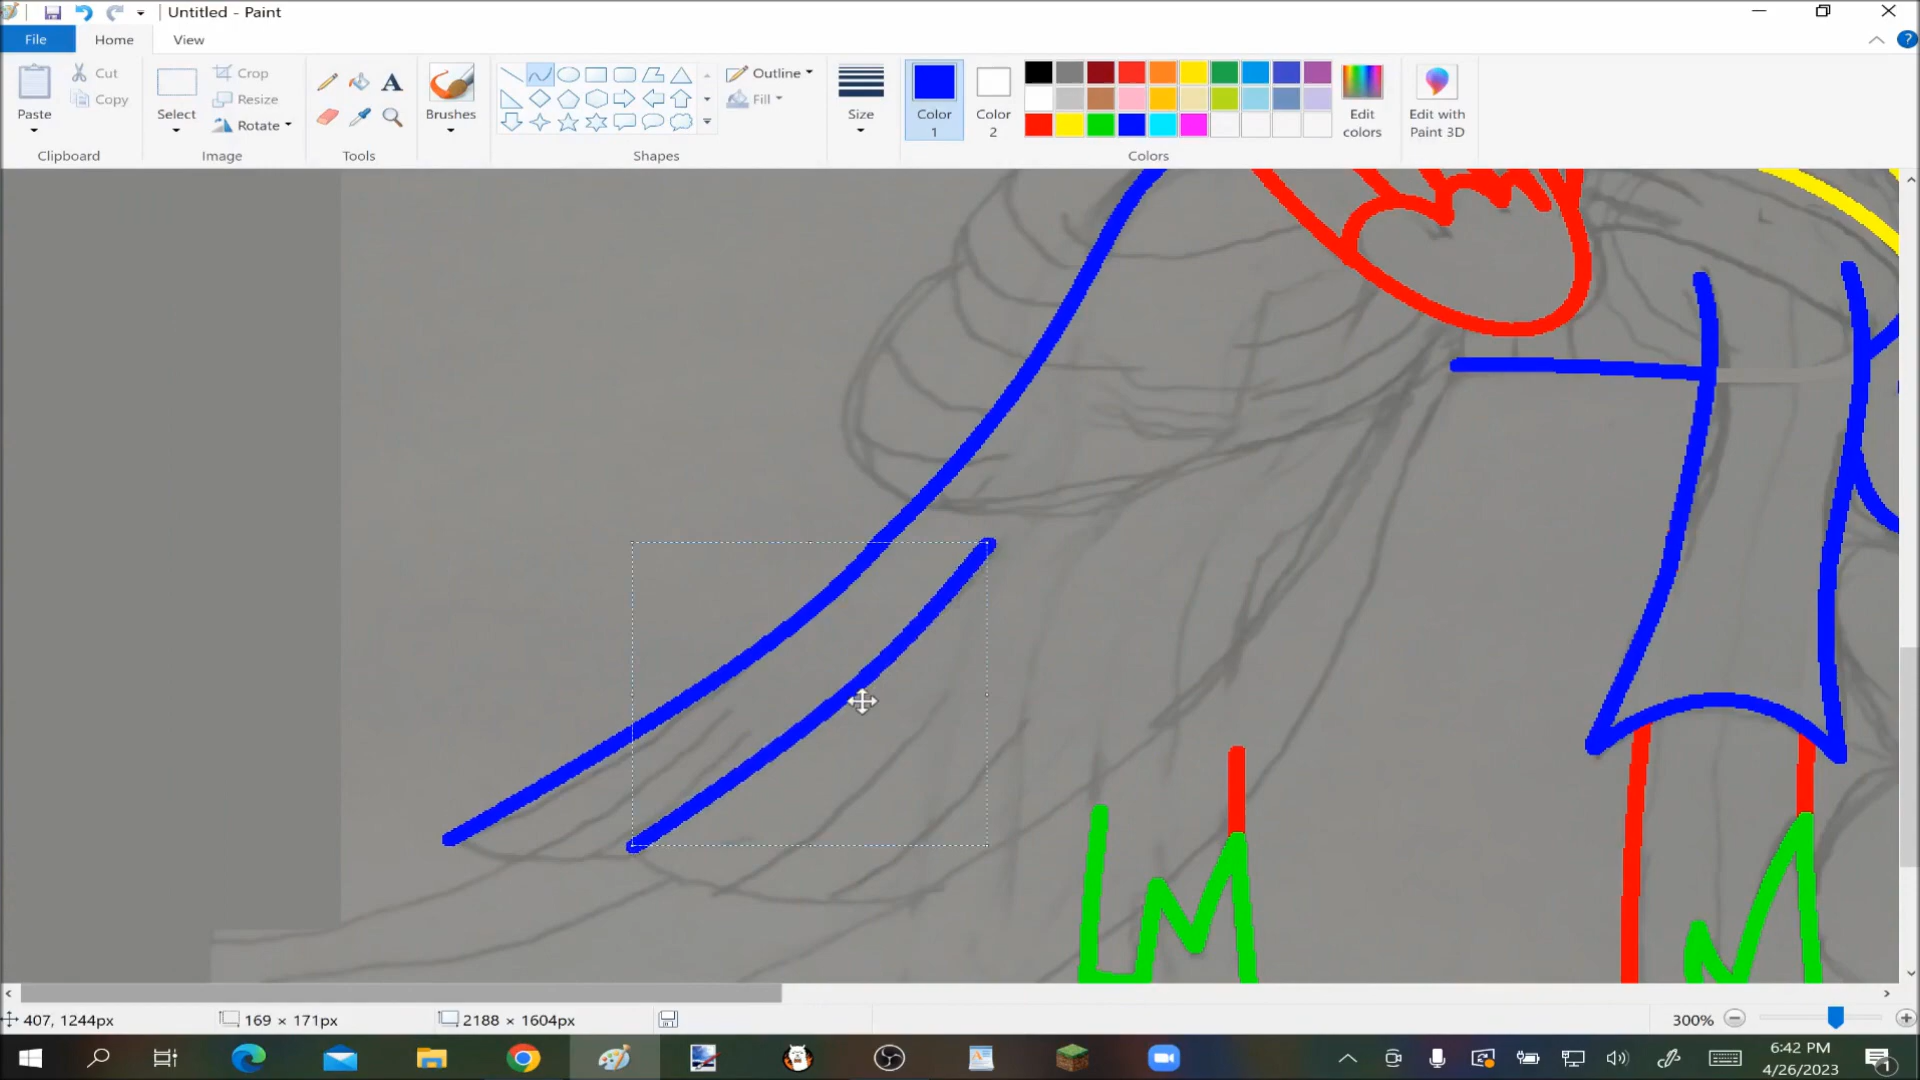 Untitled - Paint
File Home View
Paste
Cut
Copy
Clipboard
Select
Crop
Resize
Rotate
Image
Tools
Brushes
Shapes
Outline
Fill
Size
Color 1
Color 2
Colors
Edit colors
Edit with Paint 3D
407, 1244px
169 × 171px
2188 × 1604px
300%
6:42 PM
4/26/2023
1